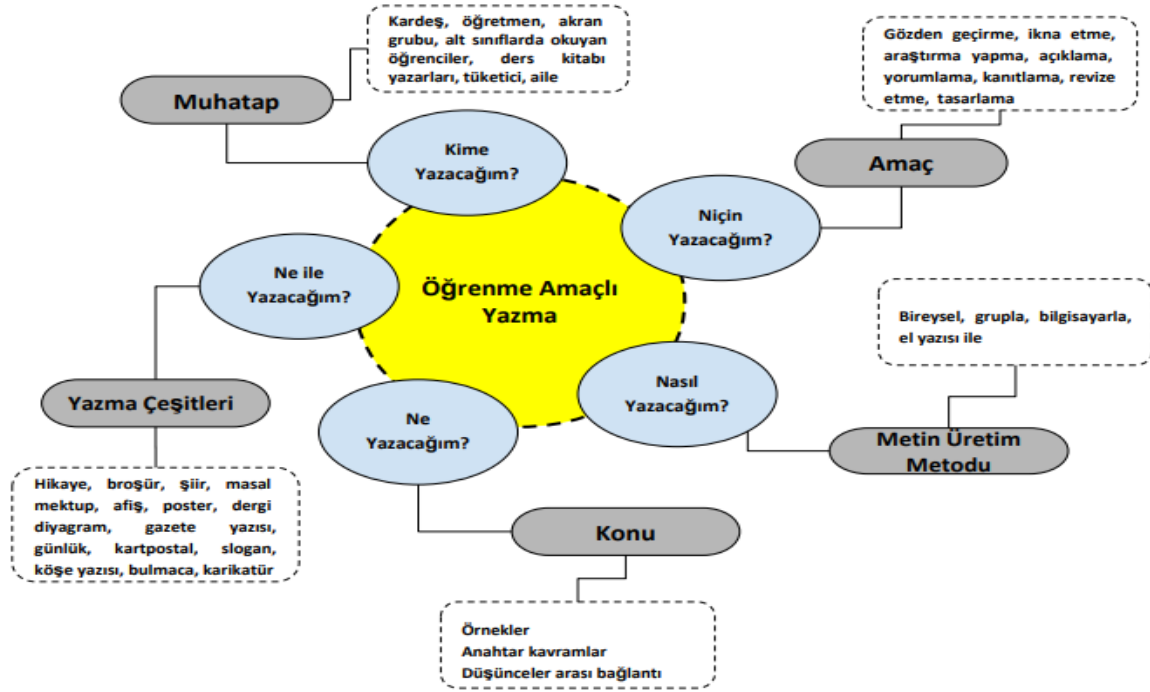 Kardeş, öğretmen, akran
grubu, alt sınıflarda okuyan
öğrenciler, ders kitabı
yazarları, tüketici, aile
Muhatap
Kime
Yazacağım?
Gözden geçirme, ikna etme,
araştırma yapma, açıklama,
yorumlama, kanıtlama, revize
etme, tasarlama
Amaç
Niçin
Yazacağım?
Ne ile
Yazacağım?
Öğrenme Amaçlı
Yazma
Bireysel, grupla, bilgisayarla,
el yazısı ile
Nasıl
Yazacağım?
Metin Üretim
Metodu
Yazma Çeşitleri
Ne
Yazacağım?
Hikaye, broşür, şiir, masal
mektup, afiş, poster, dergi
diyagram, gazete yazısı,
günlük, kartpostal, slogan,
köşe yazısı, bulmaca, karikatür
Konu
Örnekler
Anahtar kavramlar
Düşünceler arası bağlantı